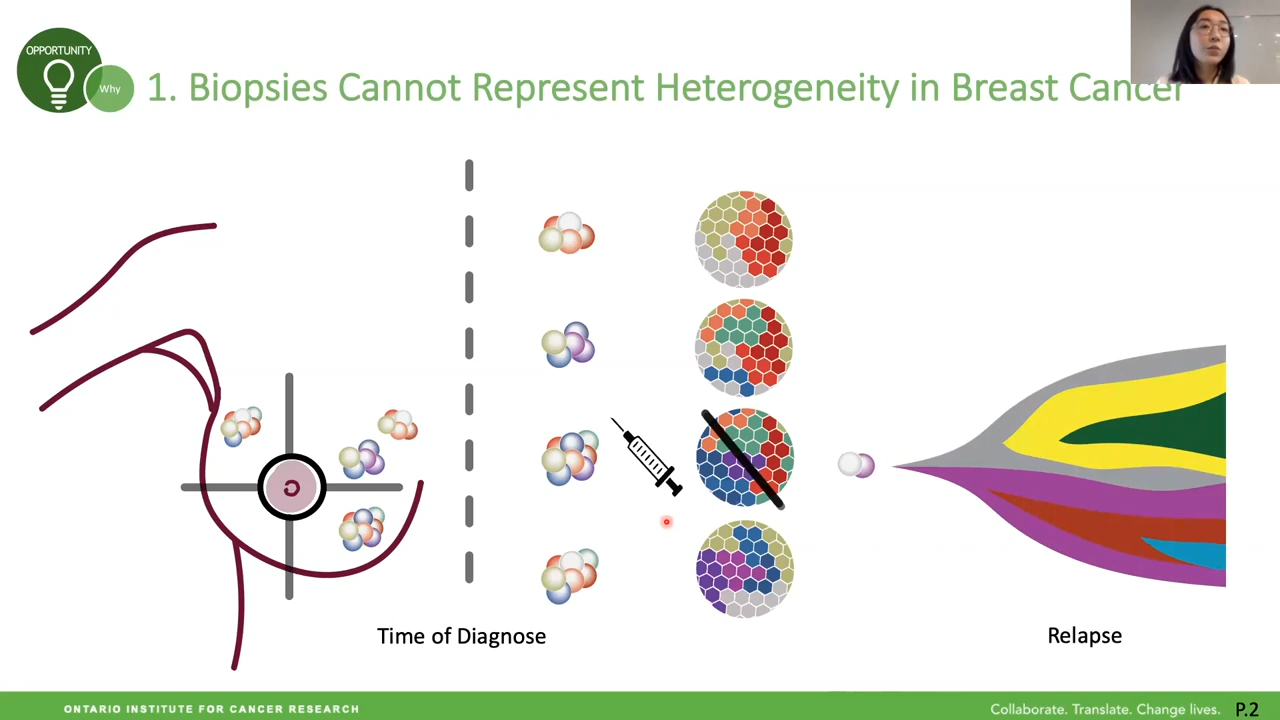 OPPORTUNITY
Why
1. Biopsies Cannot Represent Heterogeneity in Breast Cancer
Time of Diagnose
Relapse
ONTARIO INSTITUTE FOR CANCER RESEARCH
Collaborate. Translate. Change lives.
P.2